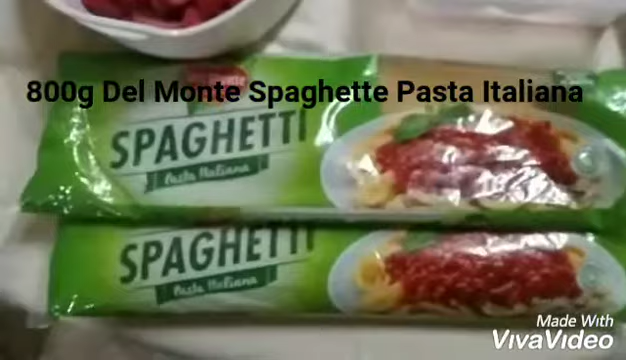 800g Del Monte Spaghette Pasta Italiana
SPAGHETTI
Pasta Italiana
SPAGHETTI
Pasta Italiana
Made With
VivaVideo